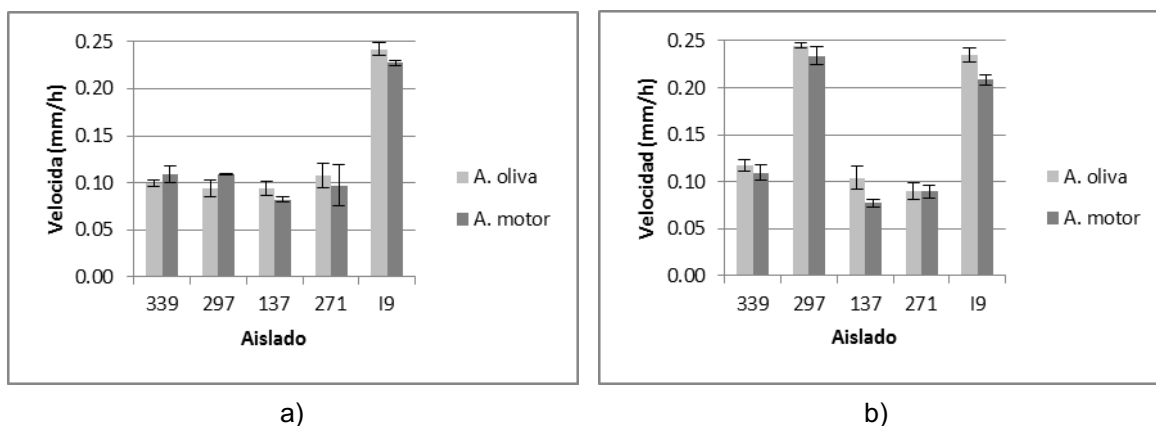 0.25
0.20
0.15
0.10
0.05
0.00
Velocida (mm/h)
339 297 137 271 I9
Aislado
A. oliva
A. motor
a)
0.25
0.20
0.15
0.10
0.05
0.00
Velocidad (mm/h)
339 297 137 271 I9
Aislado
A. oliva
A. motor
b)